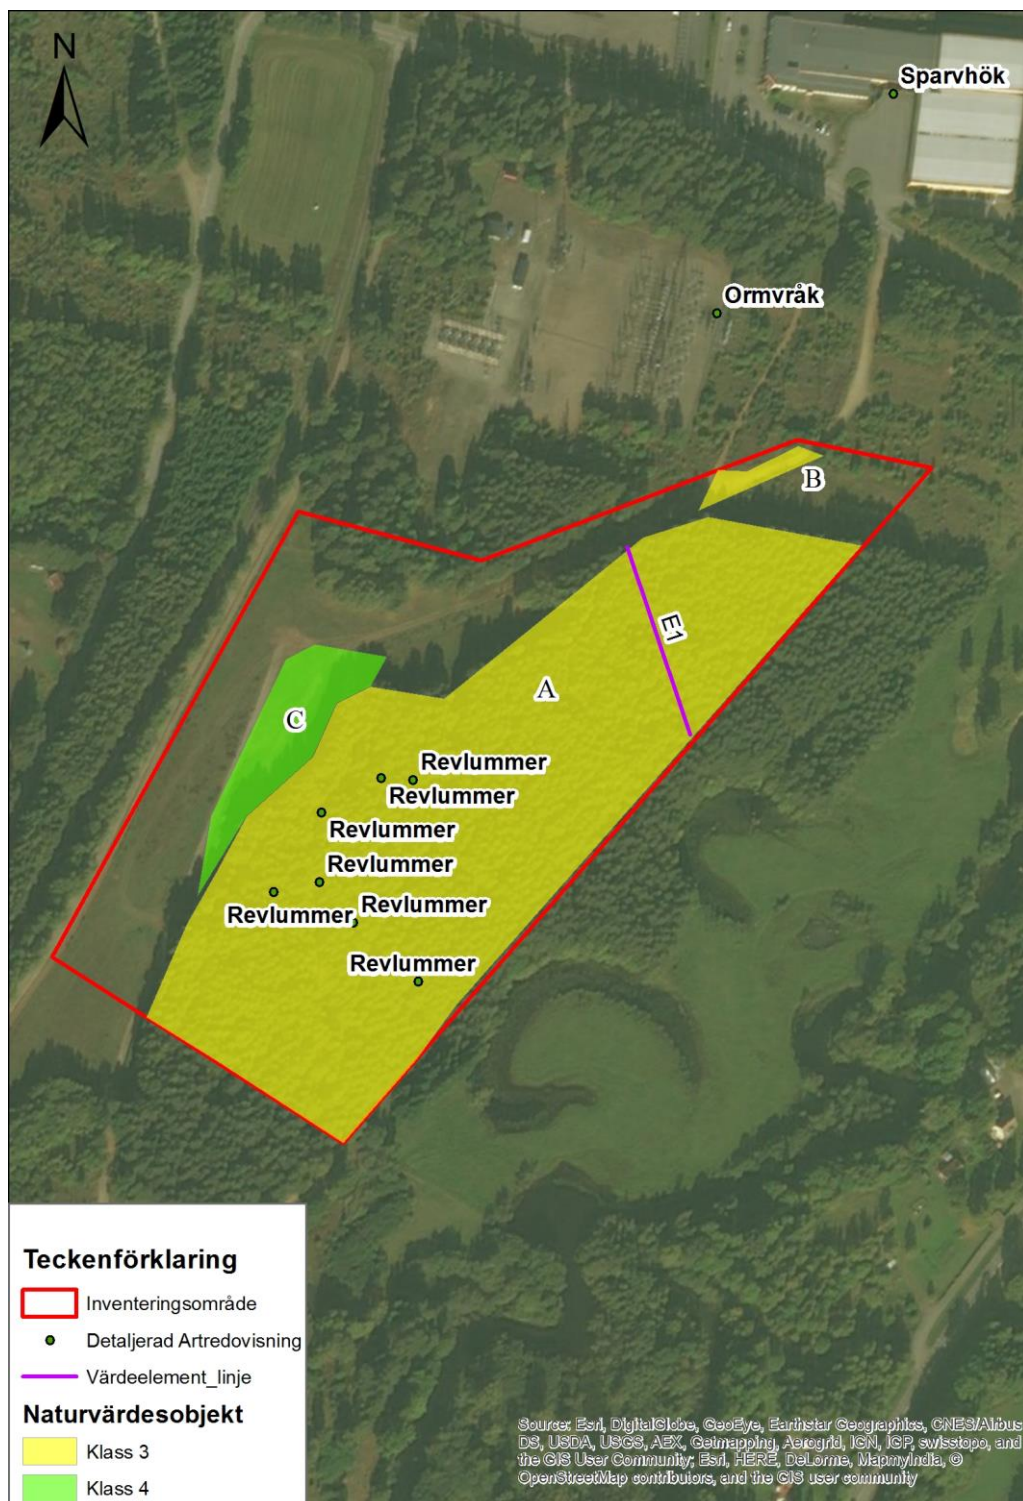 N
Sparvhök
Ormvråk
B
E1
A
C
Revlummer
Revlummer
Revlummer
Revlummer
Revlummer
Revlummer
Revlummer
Teckenförklaring
Inventeringsområde
Detaljerad Artredovisning
Värdeelement_linje
Naturvärdesobjekt
Klass 3
Klass 4
Source: Esri, DigitalGlobe, GeoEye, Earthstar Geographics, CNES/Airbus
DS, USDA, USGS, AEX, Getmapping, Aerogrid, IGN, IGP, swisstopo, and
the GIS User Community; Esri, HERE, DeLorme, MapmyIndia, ©
OpenStreetMap contributors, and the GIS user community